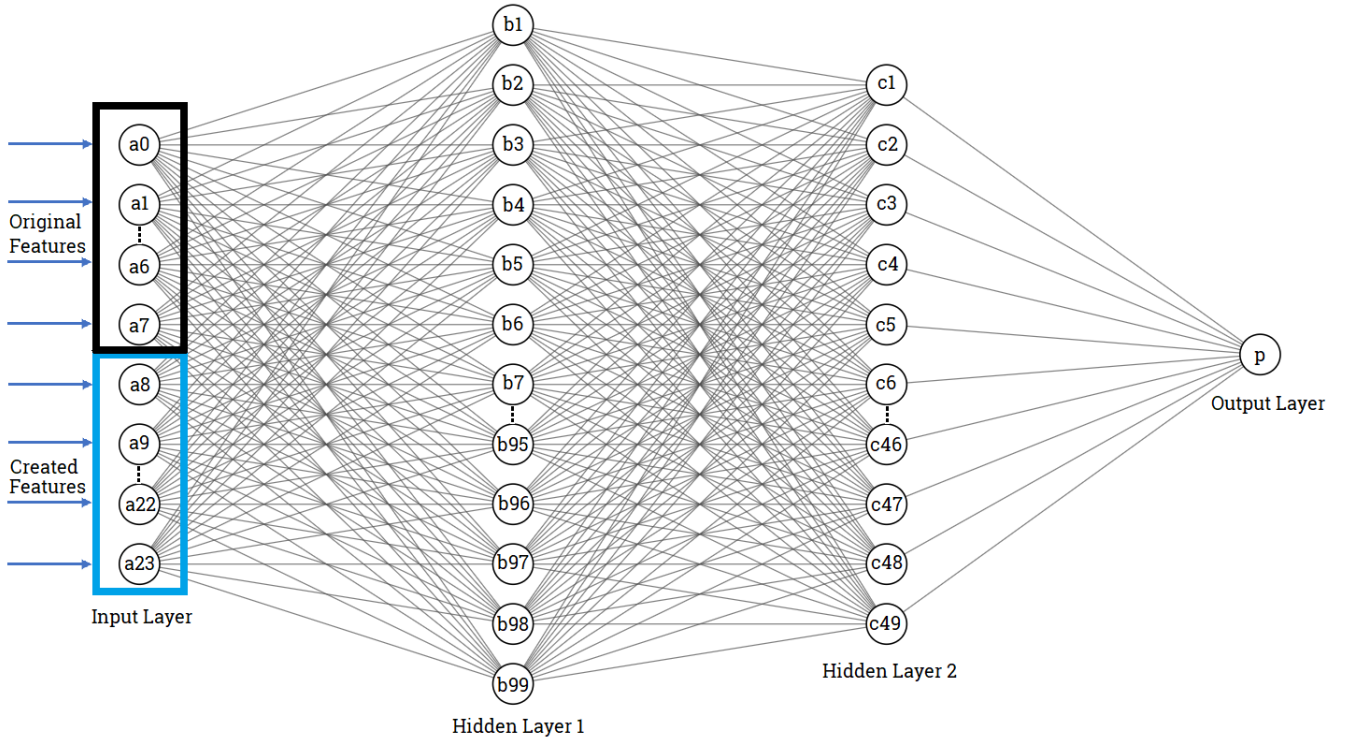 Original
Features
Created
Features
a0
a1
a6
a7
a8
a9
a22
a23
Input Layer
b1
b2
b3
b4
b5
b6
b7
b95
b96
b97
b98
b99
Hidden Layer 1
c1
c2
c3
c4
c5
c6
c46
c47
c48
c49
Hidden Layer 2
p
Output Layer